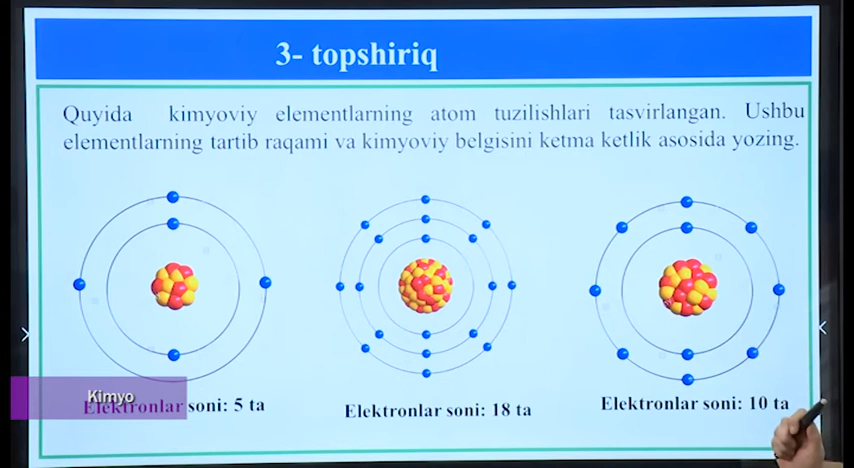 3- topshiriq
Quyida kimyoviy elementlarning atom tuzilishlari tasvirlangan. Ushbu
elementlarning tartib raqami va kimyoviy belgisini ketma ketlik asosida yozing.
Kimyo
Elektronlar soni: 5 ta
Elektronlar soni: 18 ta
Elektronlar soni: 10 ta